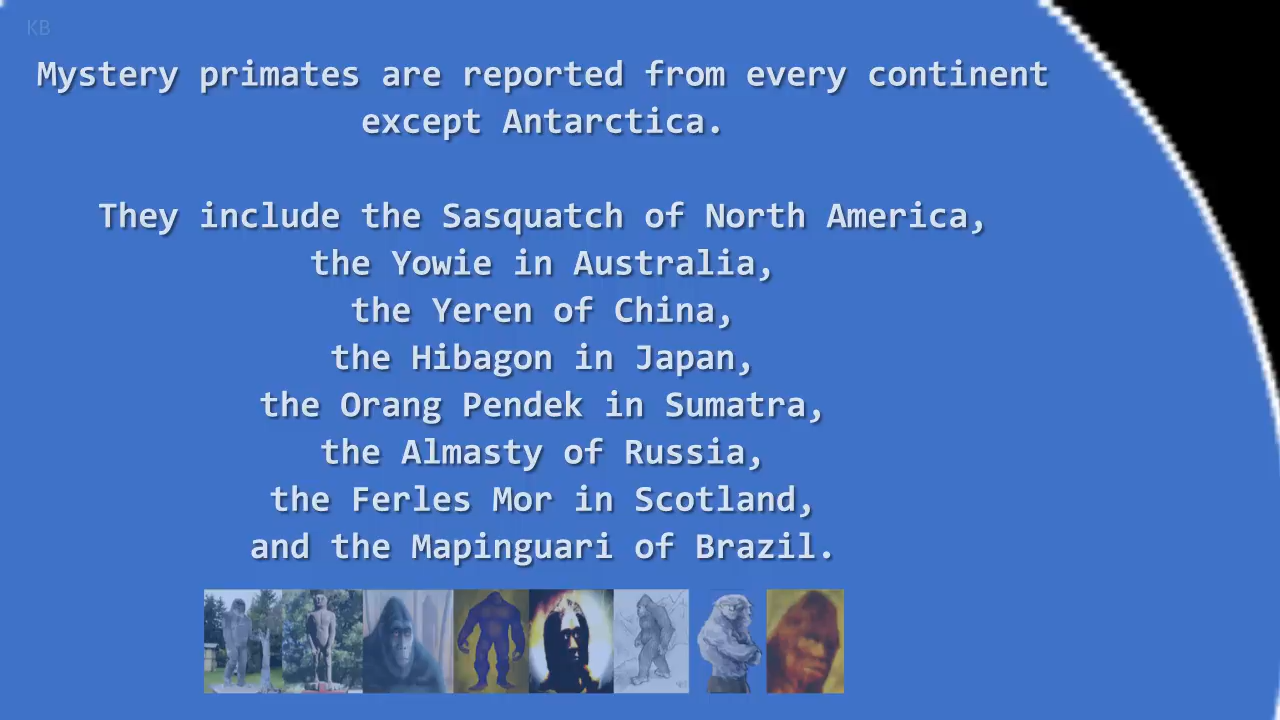 KB
Mystery primates are reported from every continent
except Antarctica.
They include the Sasquatch of North America,
the Yowie in Australia,
the Yeren of China,
the Hibagon in Japan,
the Orang Pendek in Sumatra,
the Almasty of Russia,
the Ferles Mor in Scotland,
and the Mapinguari of Brazil.